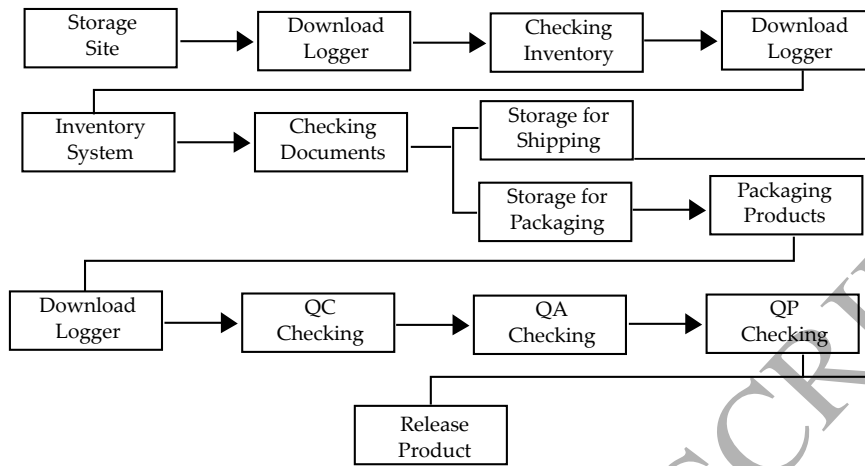 Storage
Site
Download
Logger
Checking
Inventory
Download
Logger
Inventory
System
Checking
Documents
Storage for
Shipping
Storage for
Packaging
Packaging
Products
Download
Logger
QC
Checking
QA
Checking
QP
Checking
Release
Product